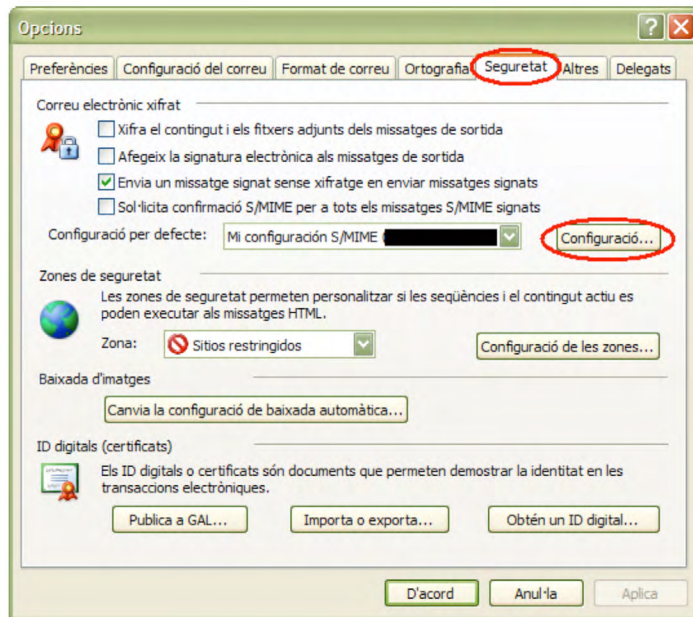 Opcions
Preferències Configuració del correu Format de correu Ortografia Seguretat Altres Delegats
Correu electrònic xifrat
Xifra el contingut i els fitxers adjunts dels missatges de sortida
Afegeix la signatura electrònica als missatges de sortida
Envia un missatge signat sense xifratge en enviar missatges signats
Sol·licita confirmació S/MIME per a tots els missatges S/MIME signats
Configuració per defecte: Mi configuración S/MIME ( Configuració...
Zones de seguretat
Les zones de seguretat permeten personalitzar si les seqüències i el contingut actiu es
poden executar als missatges HTML.
Zona: Sitios restringidos Configuració de les zones...
Baixada d'imatges
Canvia la configuració de baixada automàtica...
ID digitals (certificats)
Els ID digitals o certificats són documents que permeten demostrar la identitat en les
transaccions electròniques.
Publica a GAL... Importa o exporta... Obtén un ID digital...
D'acord Anul·la Aplica